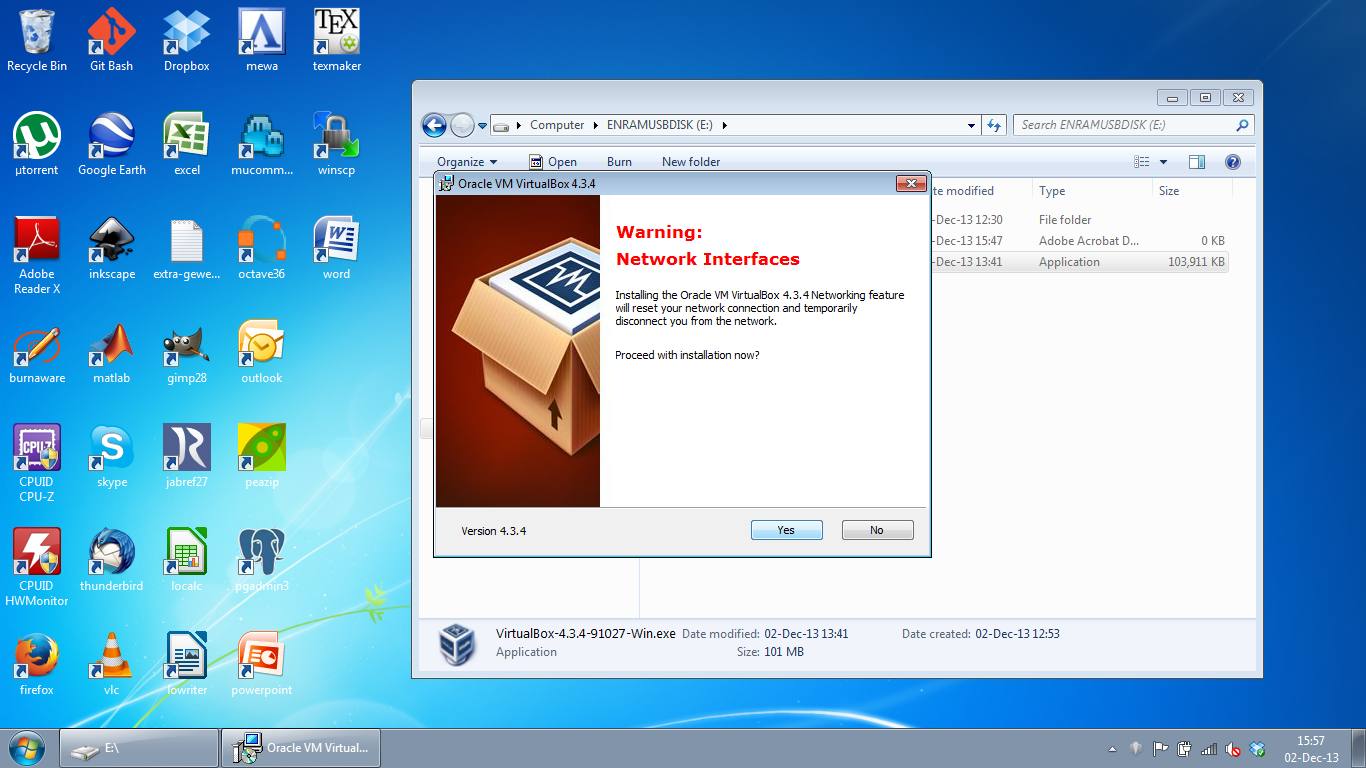 Recycle Bin
Git Bash
Dropbox
mewa
TEX
texmaker
µtorrent
Google Earth
excel
mucomm...
winscp
Adobe
Reader X
inkscape
extra-gewe...
octave36
word
burnaware
matlab
gimp28
outlook
CPU-Z
CPUID
CPU-Z
skype
jabref27
peazip
CPUID
HWMonitor
thunderbird
localc
pgadmin3
firefox
vlc
lowriter
powerpoint
Computer
ENRAMUSBDISK (E:)
Search ENRAMUSBDISK (E:)
Organize
Open
Burn
New folder
te modified
Type
Size
-Dec-13 12:30
File folder
-Dec-13 15:47
Adobe Acrobat D...
0 KB
-Dec-13 13:41
Application
103,911 KB
Oracle VM VirtualBox 4.3.4
Warning:
Network Interfaces
Installing the Oracle VM VirtualBox 4.3.4 Networking feature
will reset your network connection and temporarily
disconnect you from the network.
Proceed with installation now?
Version 4.3.4
Yes
No
VirtualBox-4.3.4-91027-Win.exe
Date modified: 02-Dec-13 13:41
Date created: 02-Dec-13 12:53
Application
Size: 101 MB
E:\
Oracle VM Virtual...
15:57
02-Dec-13